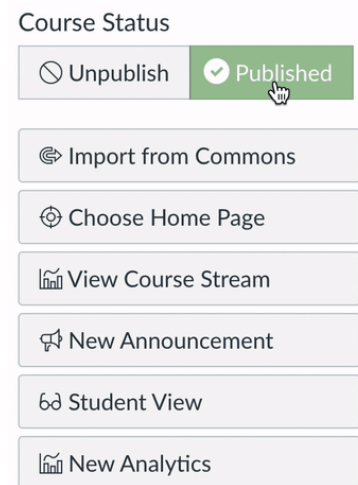 Course Status
Unpublish Published
Import from Commons
Choose Home Page
View Course Stream
New Announcement
Student View
New Analytics